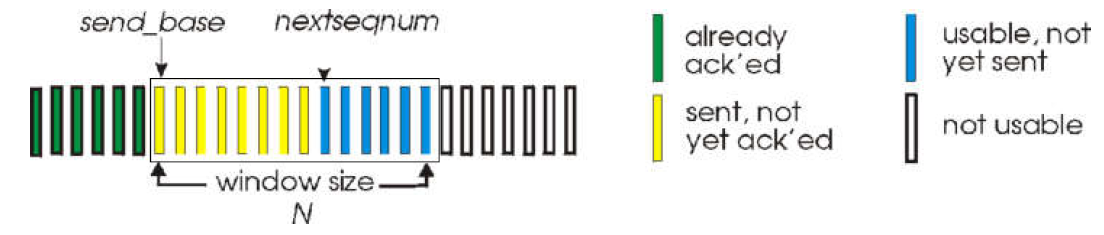 send_base nextseqnum
window size
N
already
ack'ed
sent, not
yet ack'ed
usable, not
yet sent
not usable